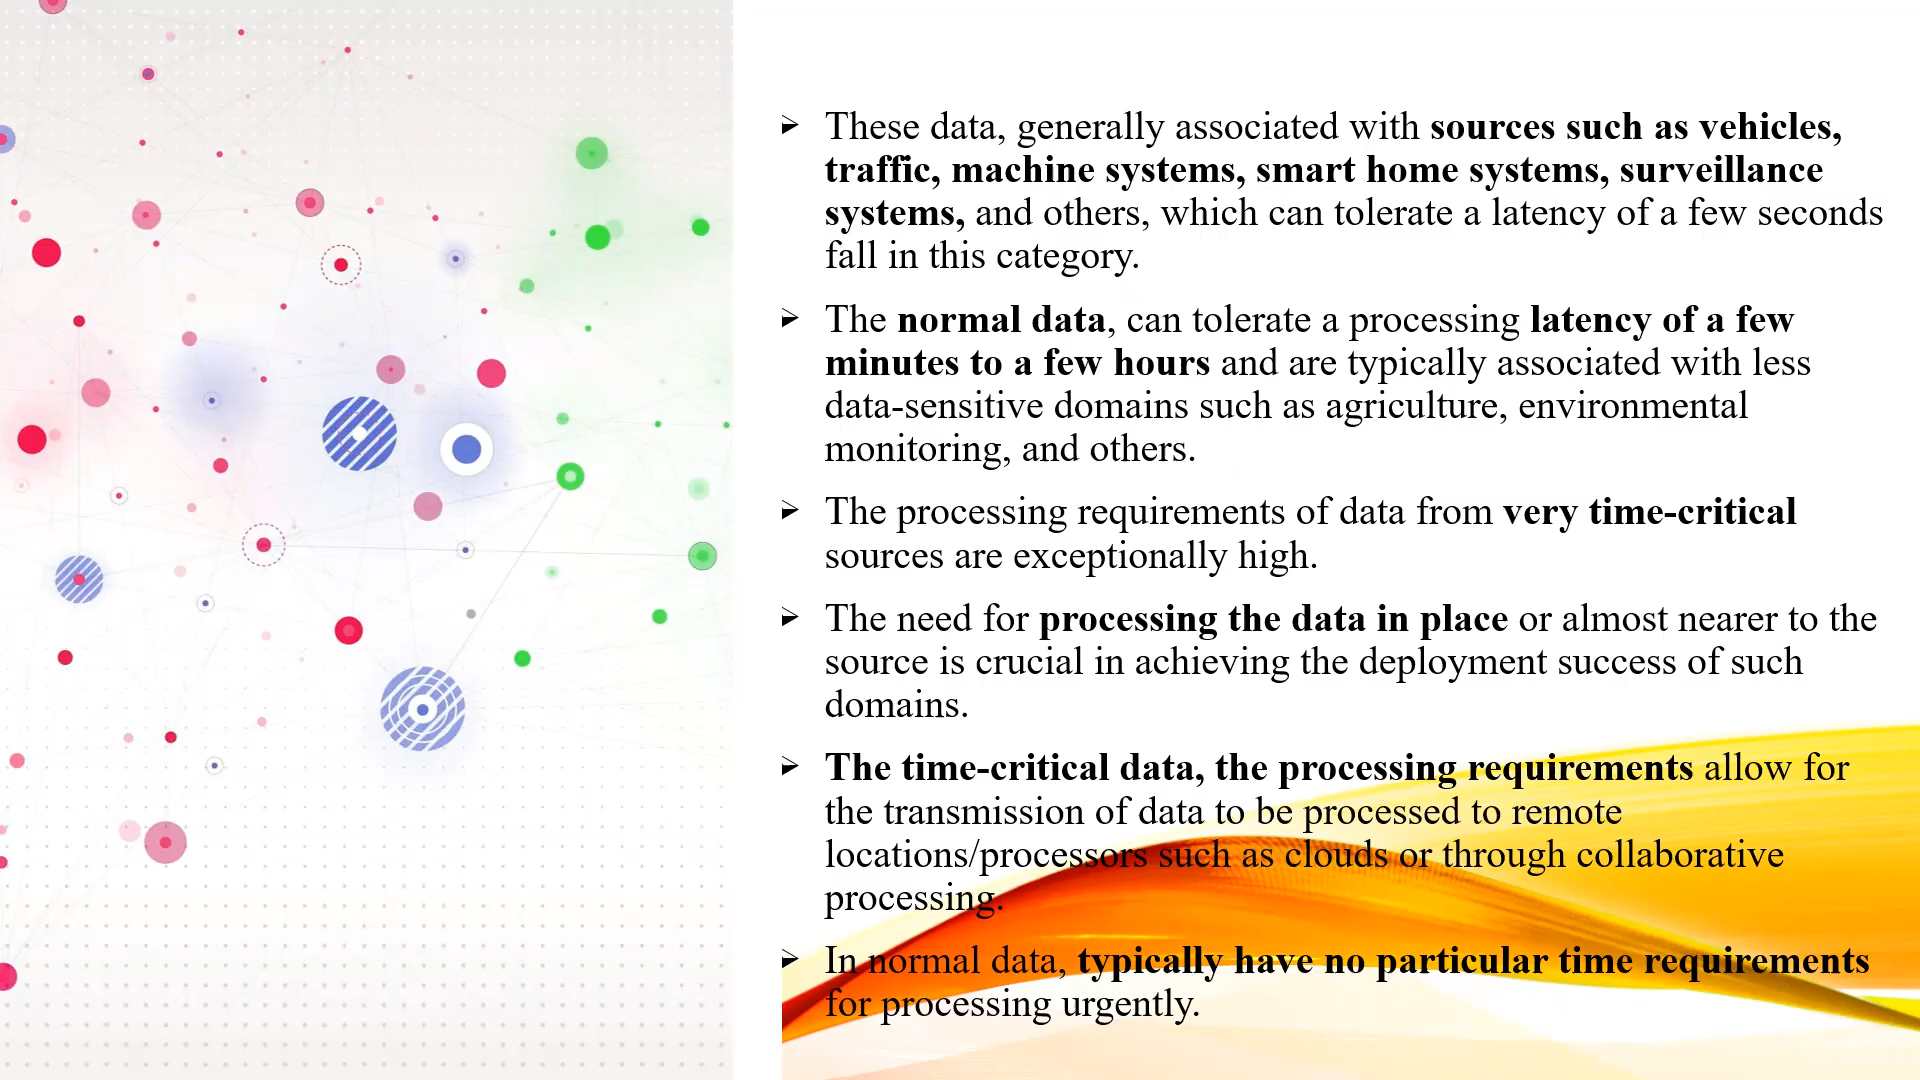 These data, generally associated with sources such as vehicles,
traffic, machine systems, smart home systems, surveillance
systems, and others, which can tolerate a latency of a few seconds
fall in this category.
The normal data, can tolerate a processing latency of a few
minutes to a few hours and are typically associated with less
data-sensitive domains such as agriculture, environmental
monitoring, and others.
The processing requirements of data from very time-critical
sources are exceptionally high.
The need for processing the data in place or almost nearer to the
source is crucial in achieving the deployment success of such
domains.
The time-critical data, the processing requirements allow for
the transmission of data to be processed to remote
locations/processors such as clouds or through collaborative
processing.
In normal data, typically have no particular time requirements
for processing urgently.